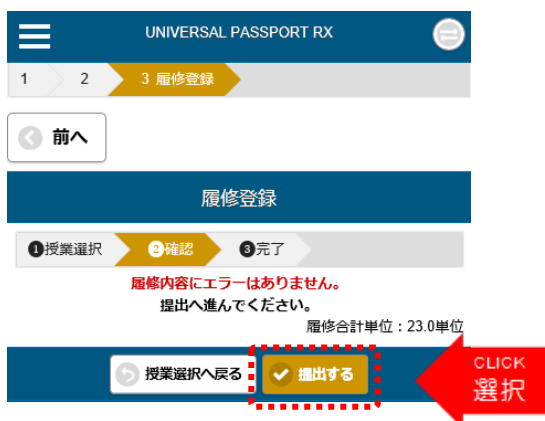 UNIVERSAL PASSPORT RX
1 2 3 履修登録
前へ
履修登録
❶授業選択 ❷確認 ❸完了
履修内容にエラーはありません。
提出へ進んでください。
履修合計単位：23.0単位
授業選択へ戻る 提出する
CLICK
選択